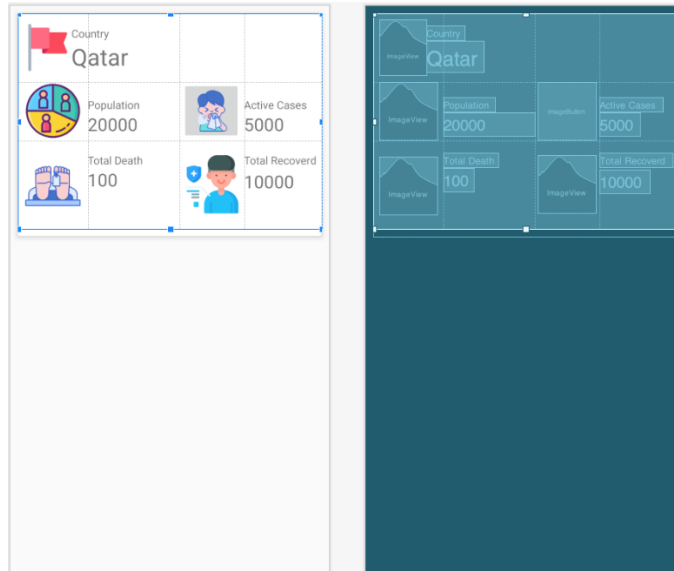 Country
Qatar
Population
20000
Active Cases
5000
Total Death
100
Total Recoverd
10000
ImageView
Country
Qatar
ImageView
Population
20000
ImageButton
Active Cases
5000
ImageView
Total Death
100
ImageView
Total Recoverd
10000